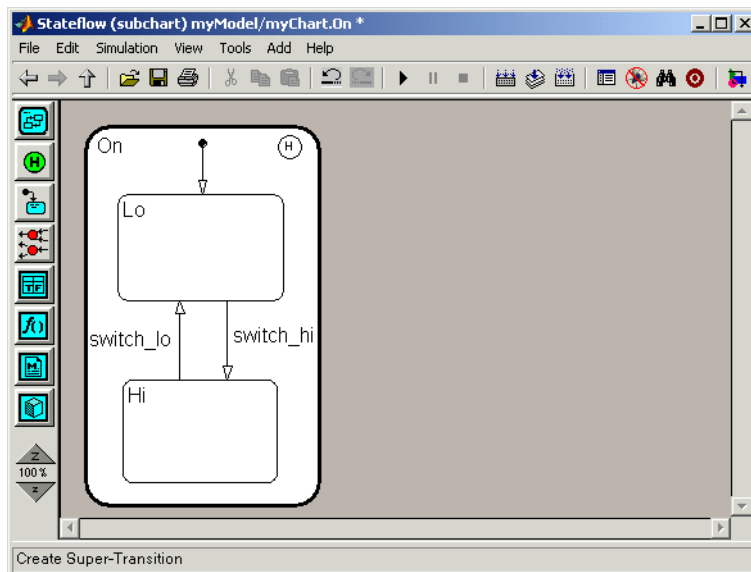 Stateflow (subchart) myModel/myChart.On *
File Edit Simulation View Tools Add Help
On
H
Lo
switch_lo
switch_hi
Hi
H
TF
f()
M
Z
100%
z
Create Super-Transition